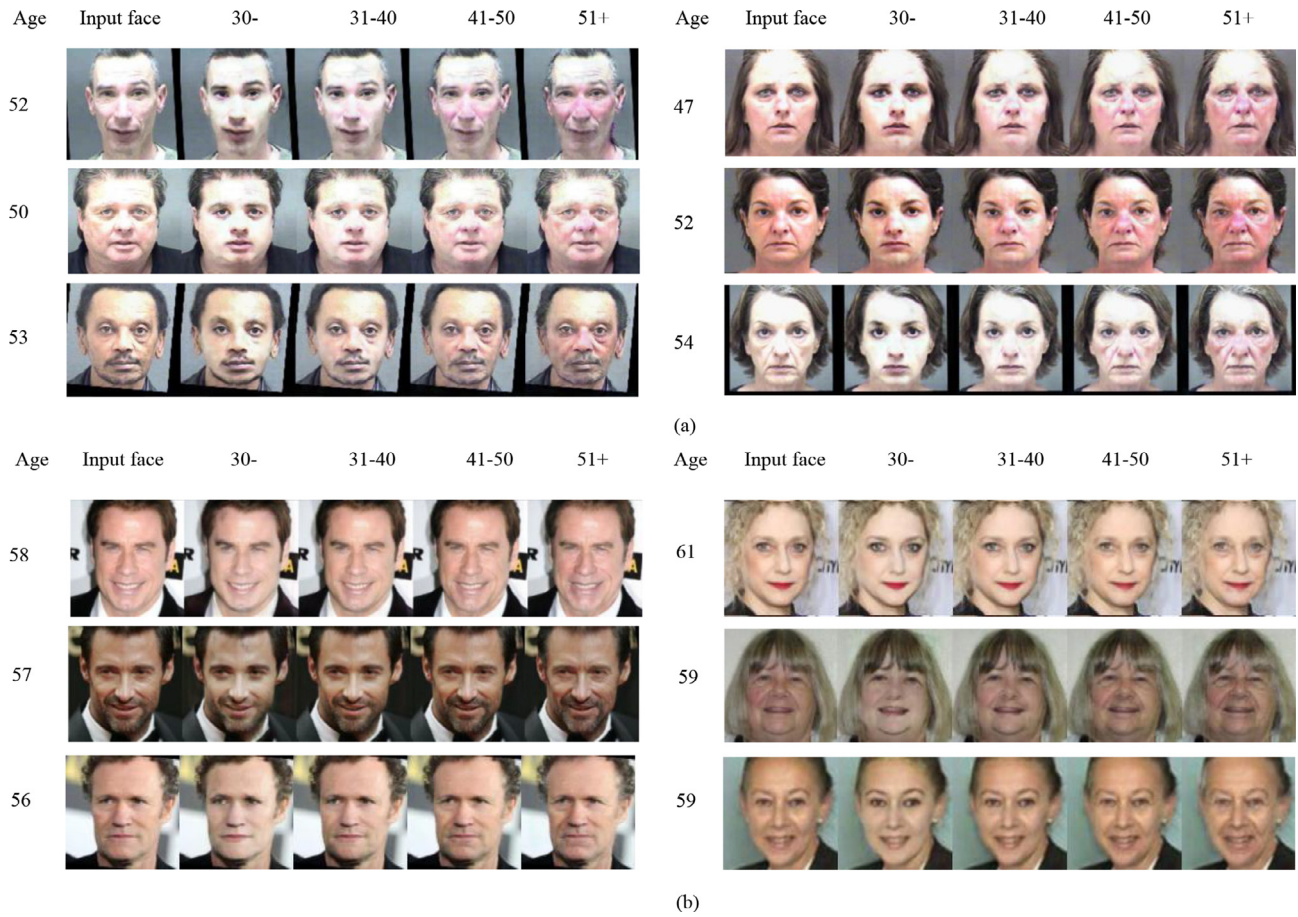 Age Input face 30- 31-40 41-50 51+ Age Input face 30- 31-40 41-50 51+
52 47
50 52
53 54
(a)
Age Input face 30- 31-40 41-50 51+ Age Input face 30- 31-40 41-50 51+
58 61
57 59
56 59
(b)